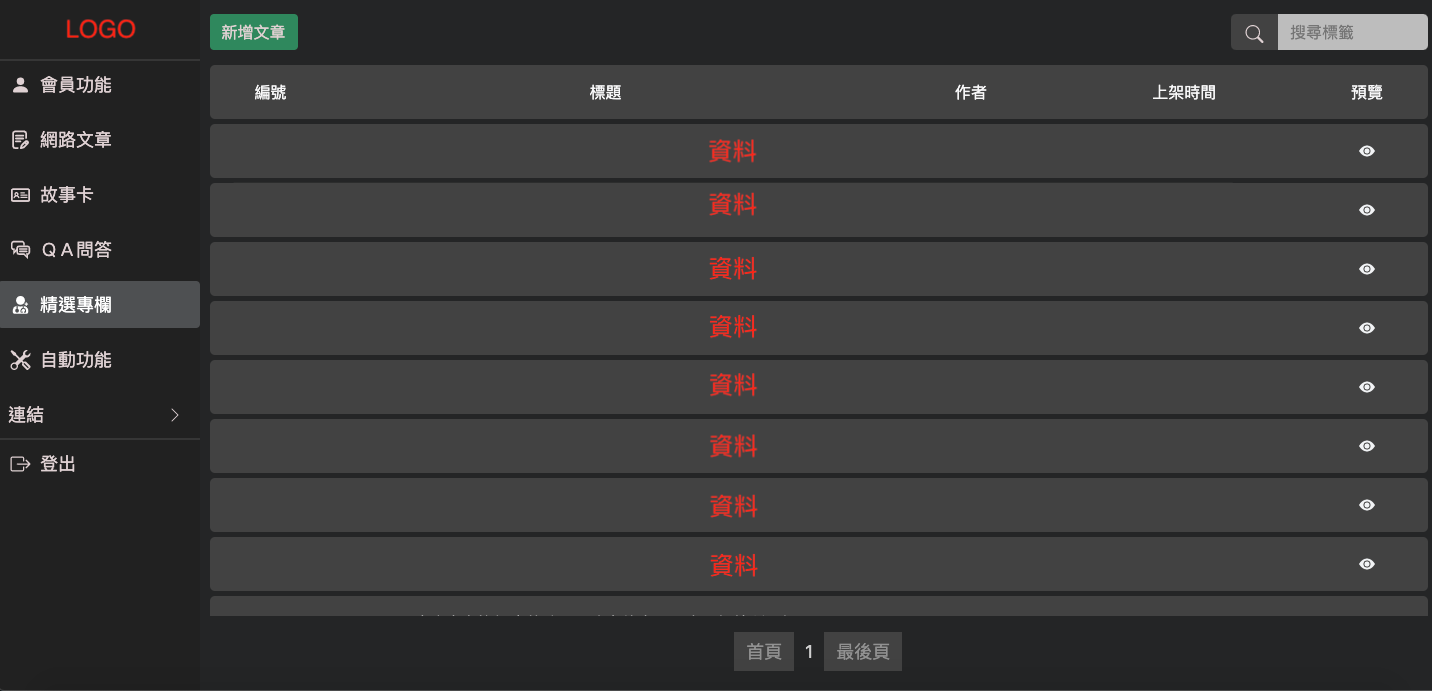 LOGO
會員功能
網路文章
故事卡
ＱＡ問答
精選專欄
自動功能
連結
登出
新增文章
搜尋標籤
編號 標題 作者 上架時間 預覽
資料
資料
資料
資料
資料
資料
資料
資料
首頁 1 最後頁